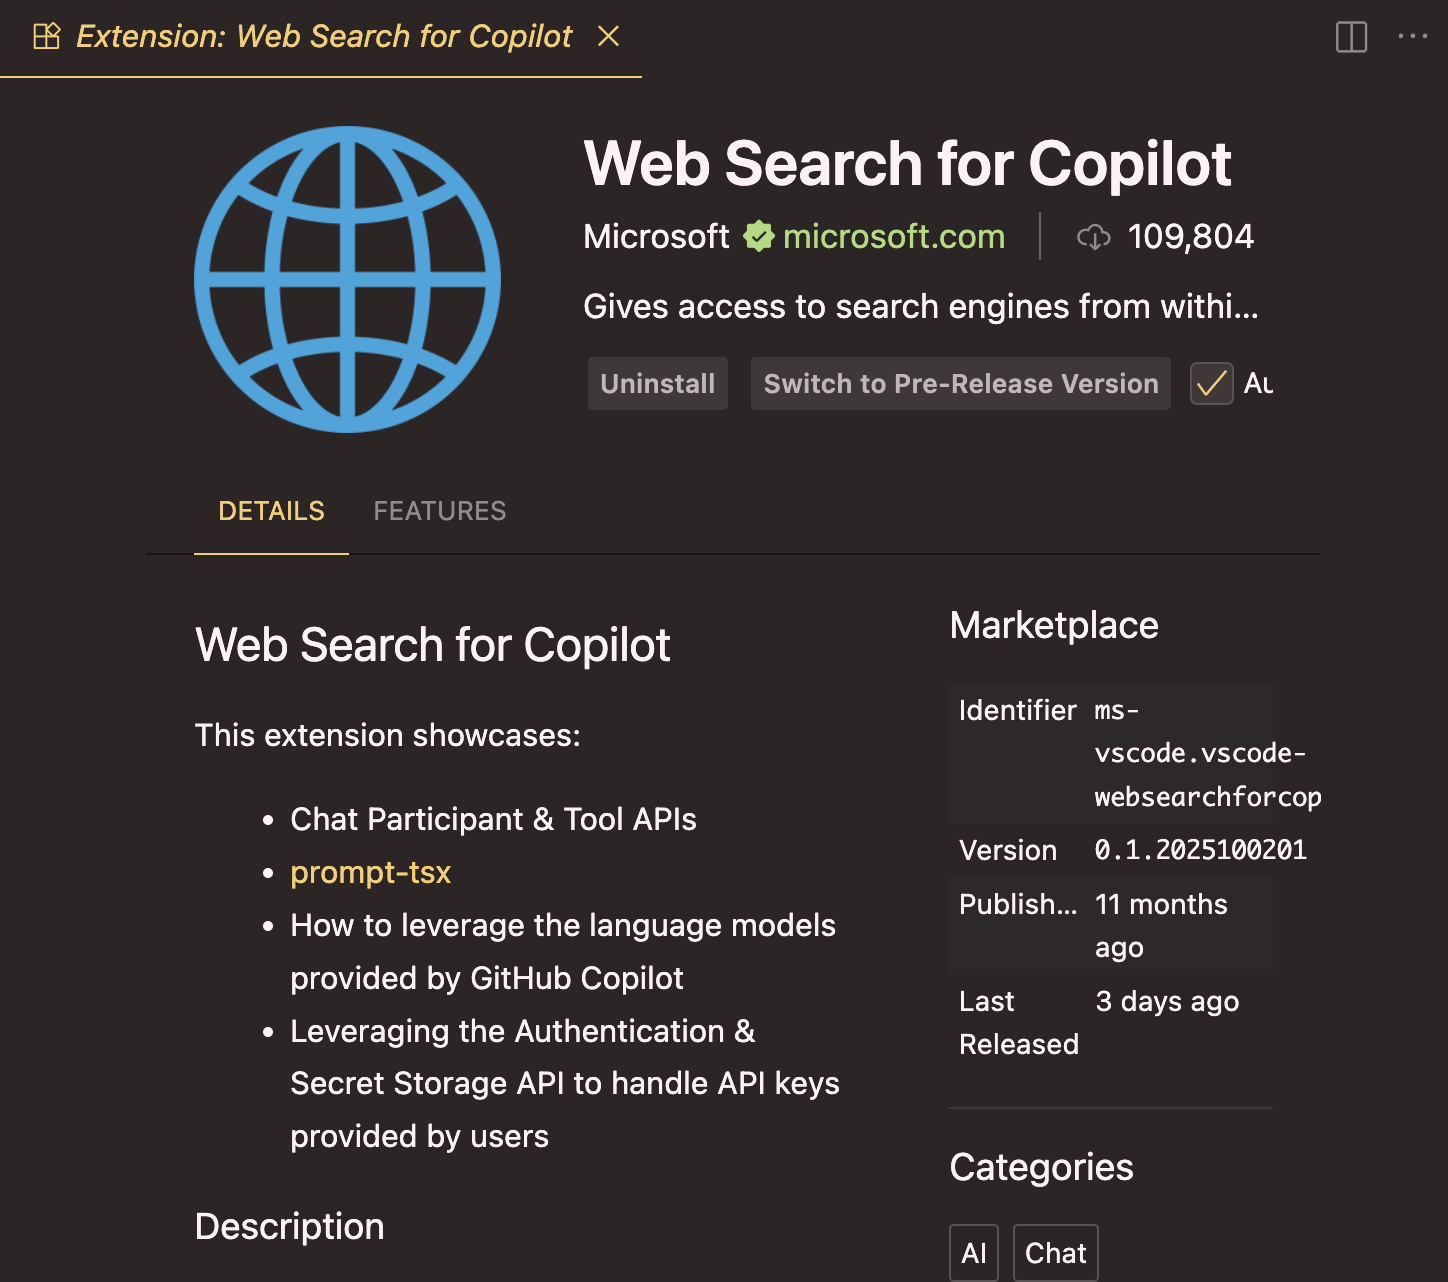 Extension: Web Search for Copilot
Web Search for Copilot
Microsoft microsoft.com 109,804
Gives access to search engines from withi...
Uninstall Switch to Pre-Release Version Au
DETAILS FEATURES
Web Search for Copilot
This extension showcases:
• Chat Participant & Tool APIs
• prompt-tsx
• How to leverage the language models
provided by GitHub Copilot
• Leveraging the Authentication &
Secret Storage API to handle API keys
provided by users
Description
Marketplace
Identifier ms-
vscode.vscode-
websearchforcop
Version 0.1.2025100201
Publish... 11 months
ago
Last 3 days ago
Released
Categories
AI Chat